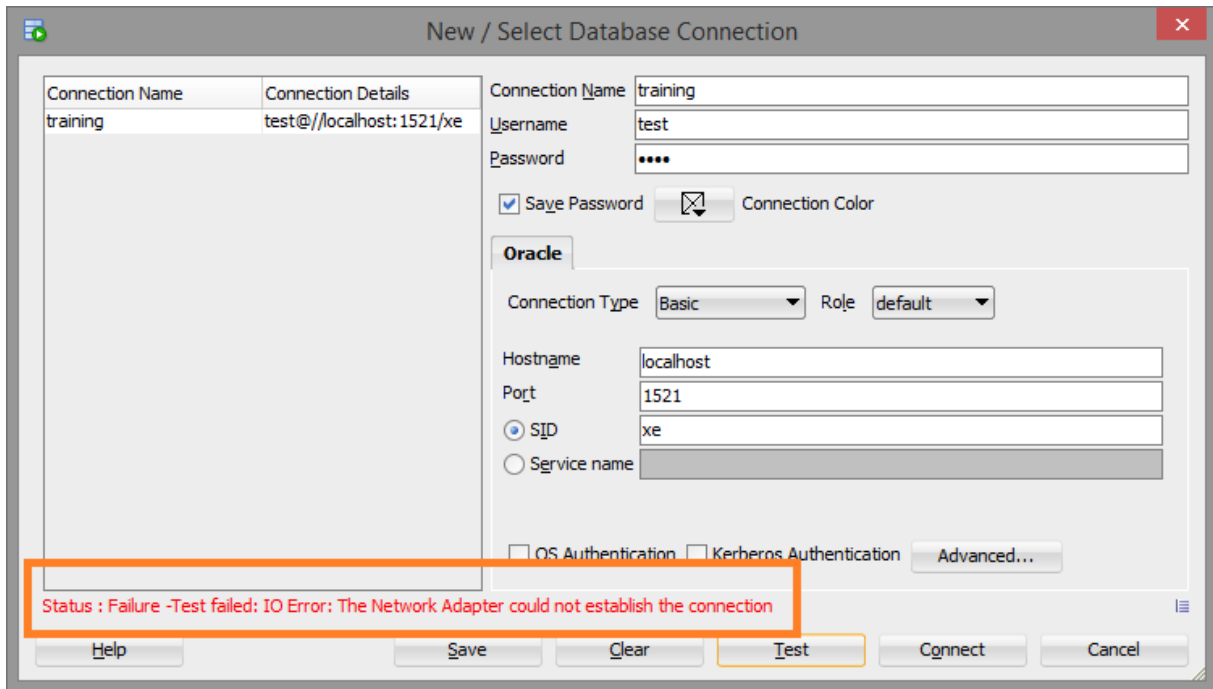 New / Select Database Connection
Connection Name Connection Details
training test@//localhost:1521/xe
Connection Name training
Username test
Password ••••
Save Password Connection Color
Oracle
Connection Type Basic Role default
Hostname localhost
Port 1521
SID xe
Service name
OS Authentication Kerberos Authentication Advanced...
Status : Failure -Test failed: IO Error: The Network Adapter could not establish the connection
Help Save Clear Test Connect Cancel